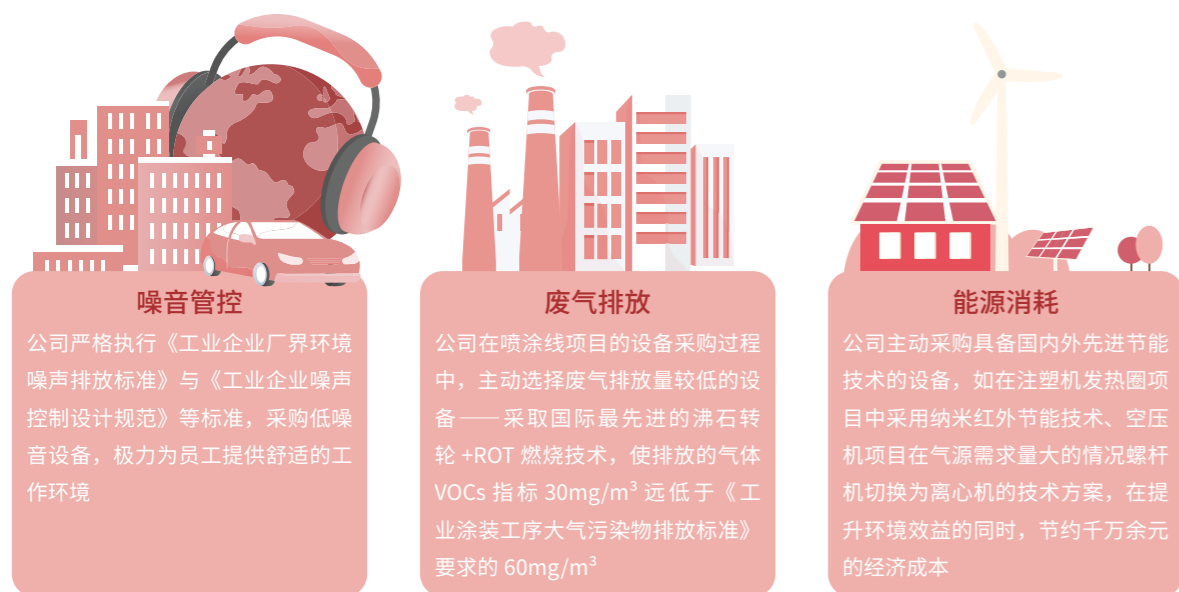 噪音管控
公司严格执行《工业企业厂界环境
噪声排放标准》与《工业企业噪声
控制设计规范》等标准，采购低噪
音设备，极力为员工提供舒适的工
作环境
废气排放
公司在喷涂线项目的设备采购过程
中，主动选择废气排放量较低的设
备——采取国际最先进的沸石转
轮 +ROT 燃烧技术，使排放的气体
VOCs 指标 30mg/m³ 远低于《工
业涂装工序大气污染物排放标准》
要求的 60mg/m³
能源消耗
公司主动采购具备国内外先进节能
技术的设备，如在注塑机发热圈项
目中采用纳米红外节能技术、空压
机项目在气源需求量大的情况螺杆
机切换为离心机的技术方案，在提
升环境效益的同时，节约千万余元
的经济成本